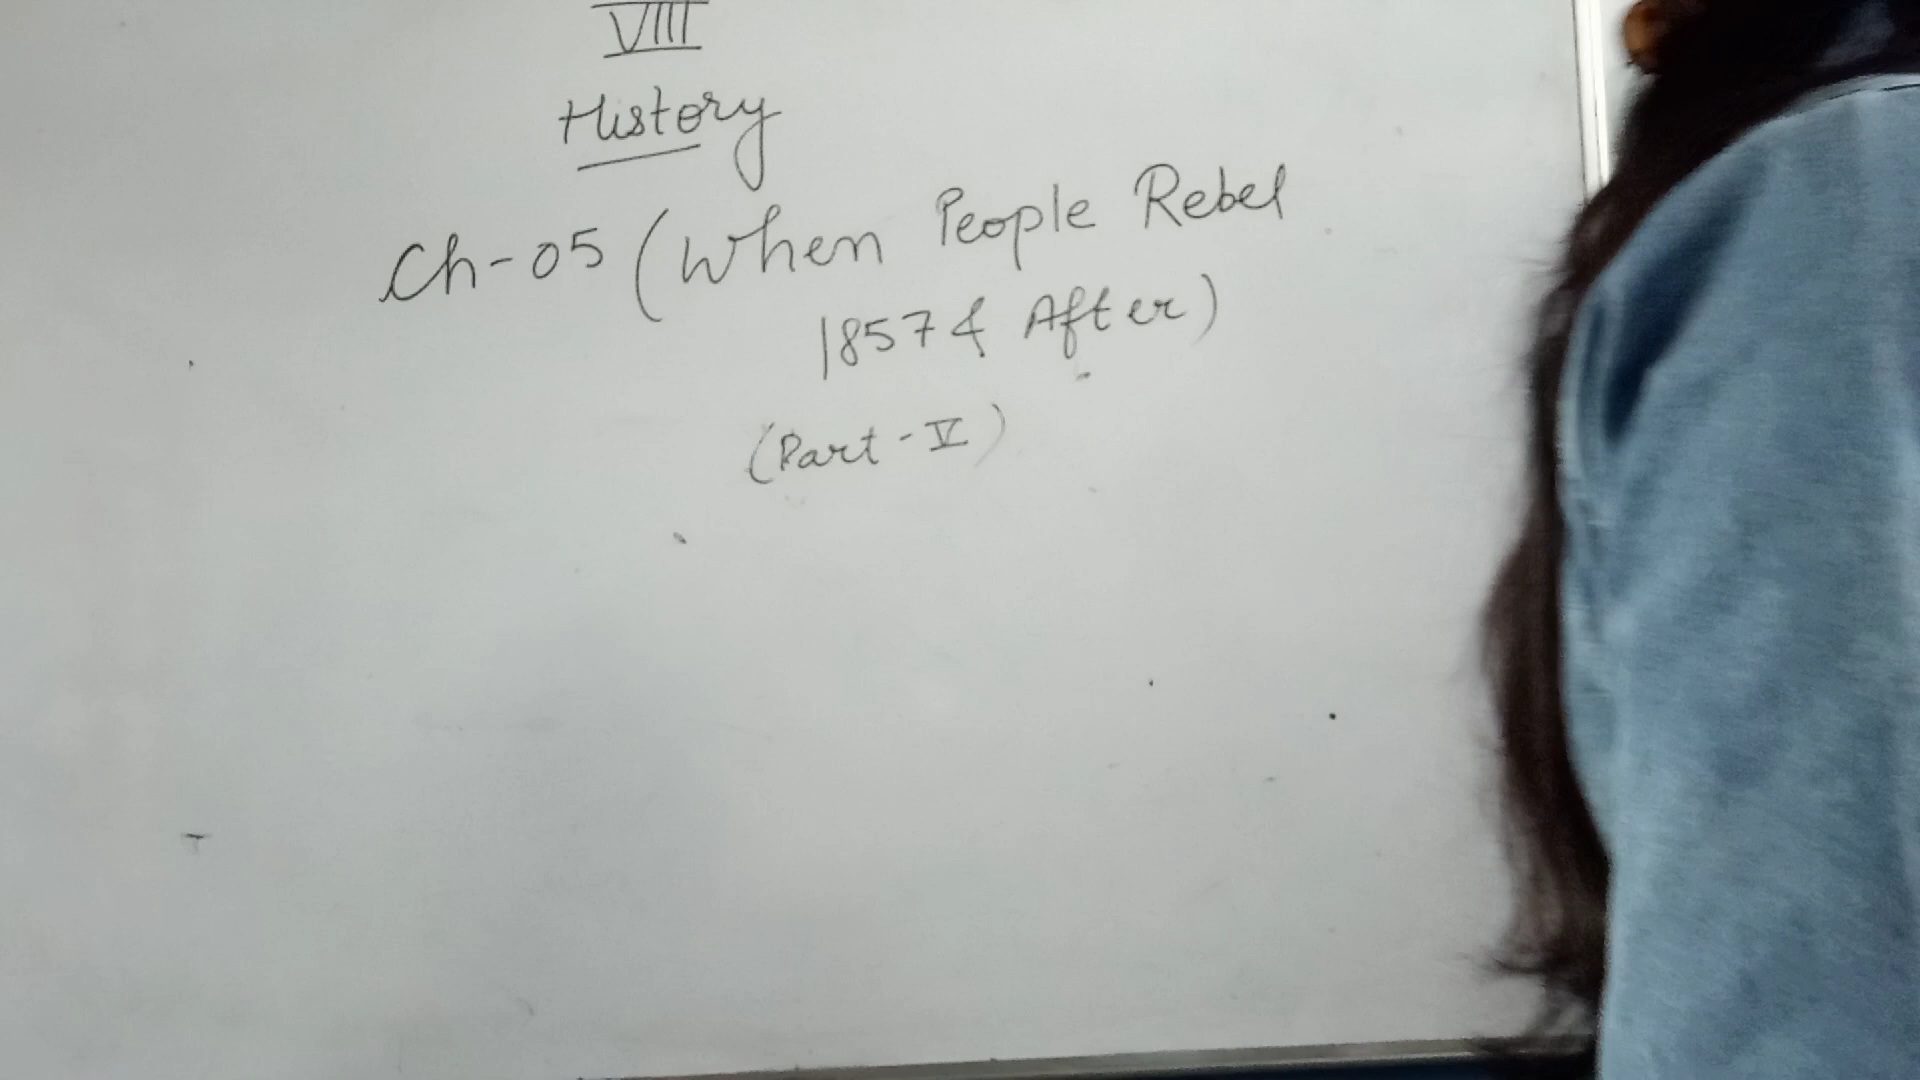 VIII
History
Ch-05 (When People Rebel
1857 & After)
(Part - V)